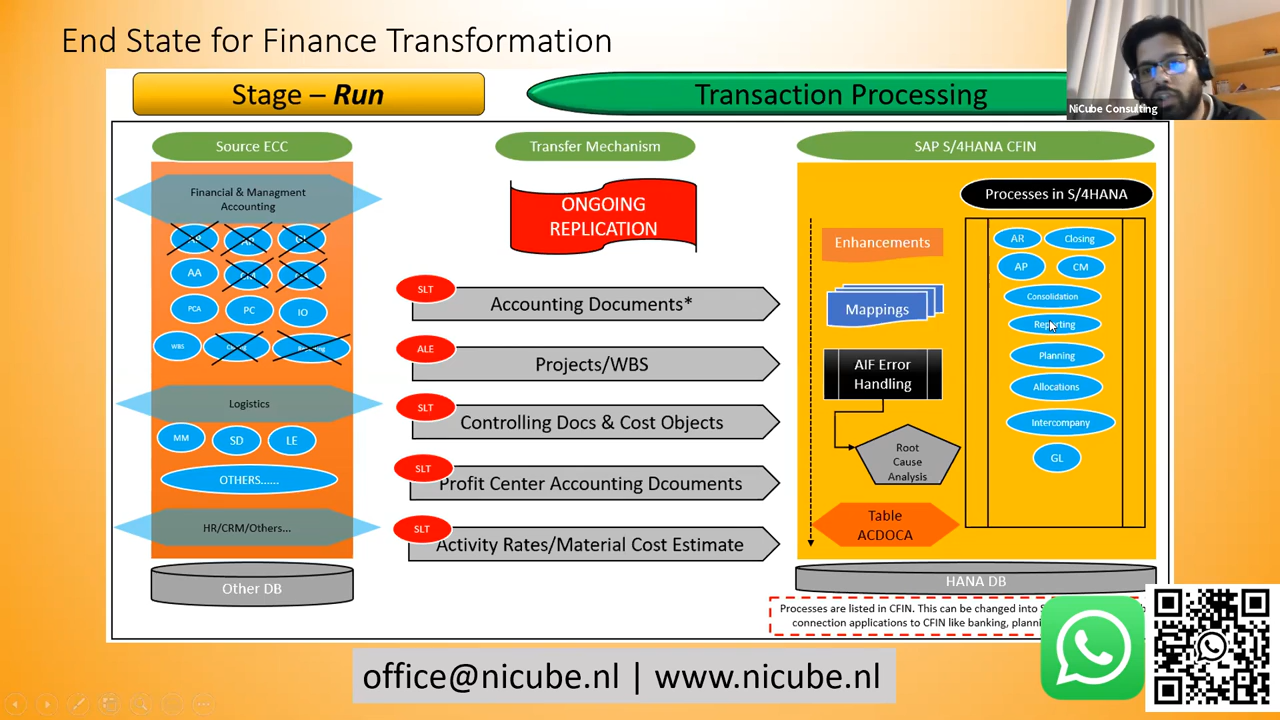 End State for Finance Transformation
NiCube Consulting
Stage – Run
Transaction Processing
Source ECC
Transfer Mechanism
SAP S/4HANA CFIN
Financial & Managment
Accounting
AA
PCA
PC
IO
WBS
Logistics
MM
SD
LE
OTHERS......
HR/CRM/Others...
Other DB
ONGOING
REPLICATION
SLT
Accounting Documents*
ALE
Projects/WBS
SLT
Controlling Docs & Cost Objects
SLT
Profit Center Accounting Dcouments
SLT
Activity Rates/Material Cost Estimate
Enhancements
Mappings
AIF Error
Handling
Root
Cause
Analysis
Table
ACDOCA
Processes in S/4HANA
AR
Closing
AP
CM
Consolidation
Reporting
Planning
Allocations
Intercompany
GL
HANA DB
Processes are listed in CFIN. This can be changed into
connection applications to CFIN like banking,
office@nicube.nl | www.nicube.nl